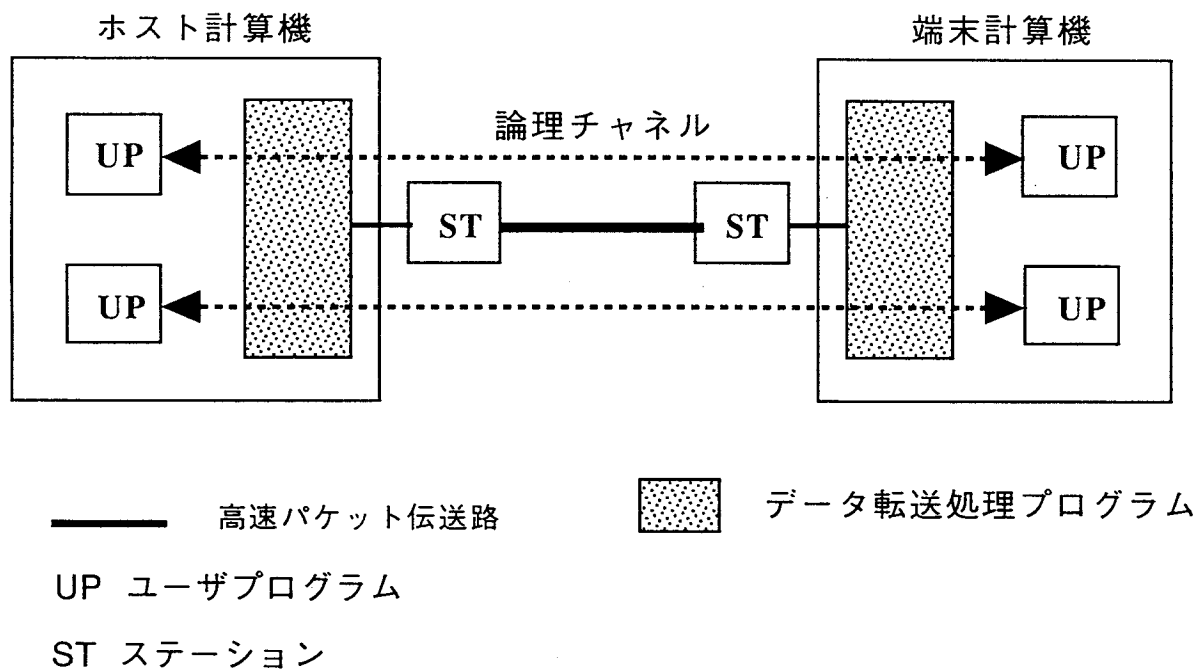 ホスト計算機
端末計算機
論理チャネル
UP
UP
ST
ST
UP
UP
高速パケット伝送路
データ転送処理プログラム
UP ユーザプログラム
ST ステーション